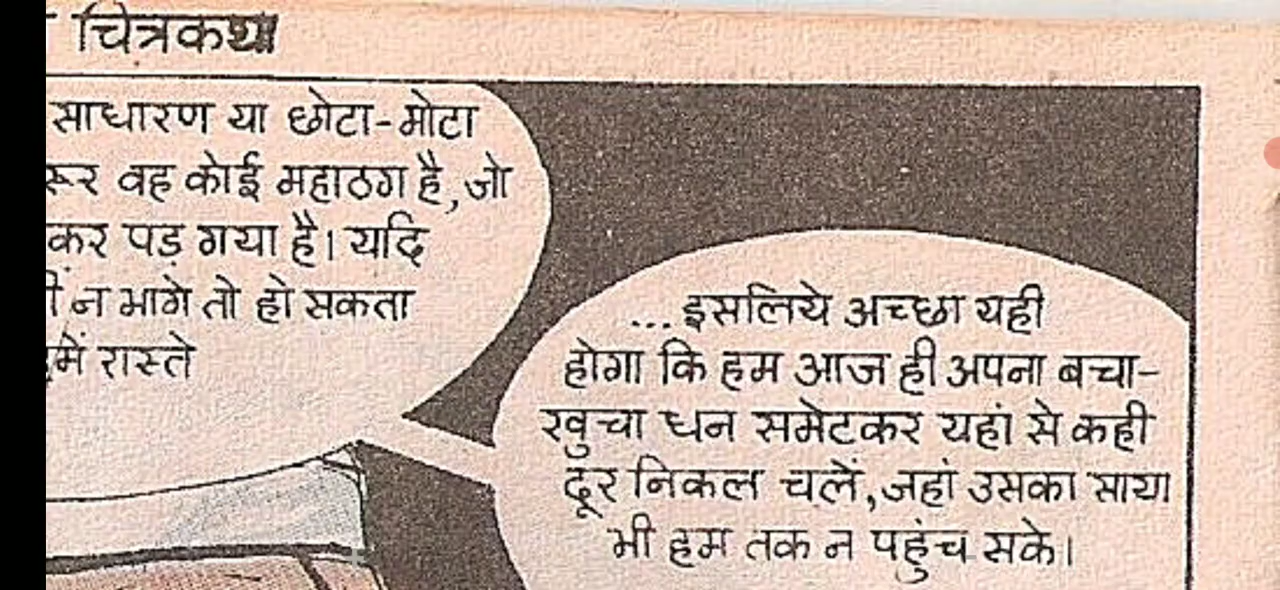 चित्रकथा
साधारण या छोटा-मोटा
वह कोई महाठग है, जो
कर पड़ गया है। यदि
न भागे तो हो सकता
रास्ते
...इसलिये अच्छा यही
होगा कि हम आज ही अपना बचा-
खुचा धन समेटकर यहां से कही
दूर निकल चलें, जहां उसका साया
भी हम तक न पहुंच सके।